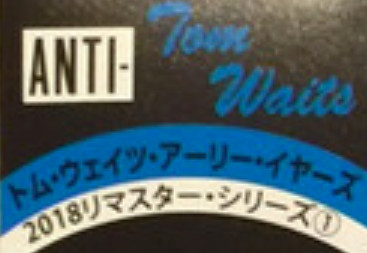 ANTI-
Tom
Waits
トム・ウェイツ・アーリー・イヤーズ
2018リマスター・シリーズ①